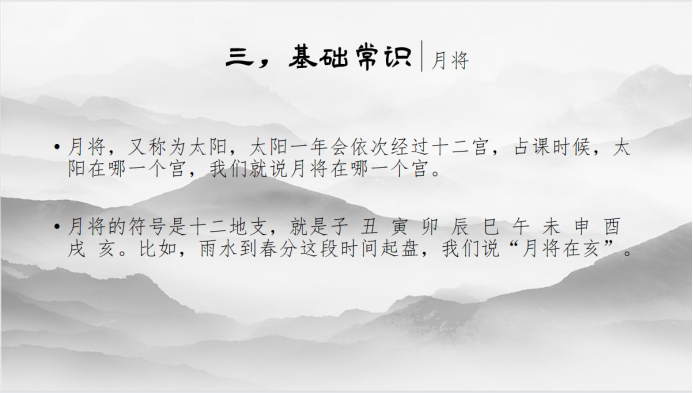 三，基础常识 月将
• 月将，又称为太阳，太阳一年会依次经过十二宫，占课时候，太
阳在哪一个宫，我们就说月将在哪一个宫。
• 月将的符号是十二地支，就是子 丑 寅 卯 辰 巳 午 未 申 酉
戌 亥。比如，雨水到春分这段时间起盘，我们说“月将在亥”。